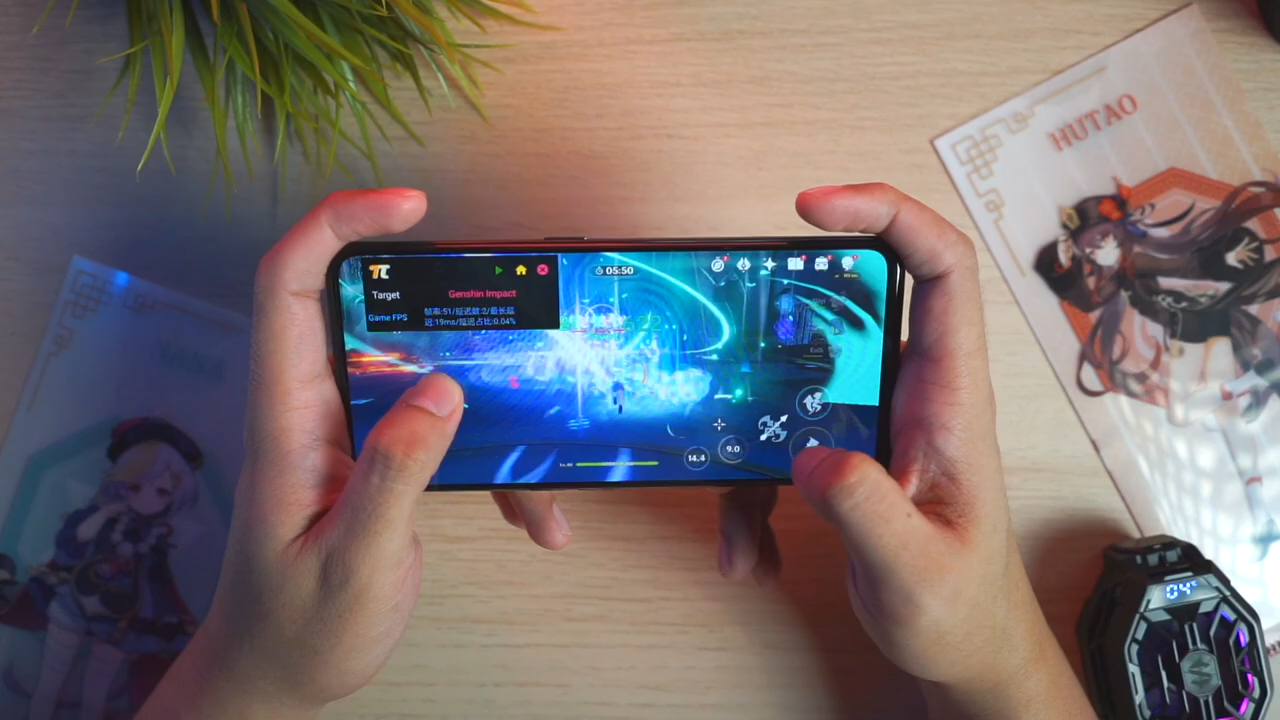 HUTAO
05:50
Target
Genshin Impact
Game FPS
帧率:51/延迟数:2/最长延
迟:19ms/延迟占比:0.04%
14.4
9.0
04℃